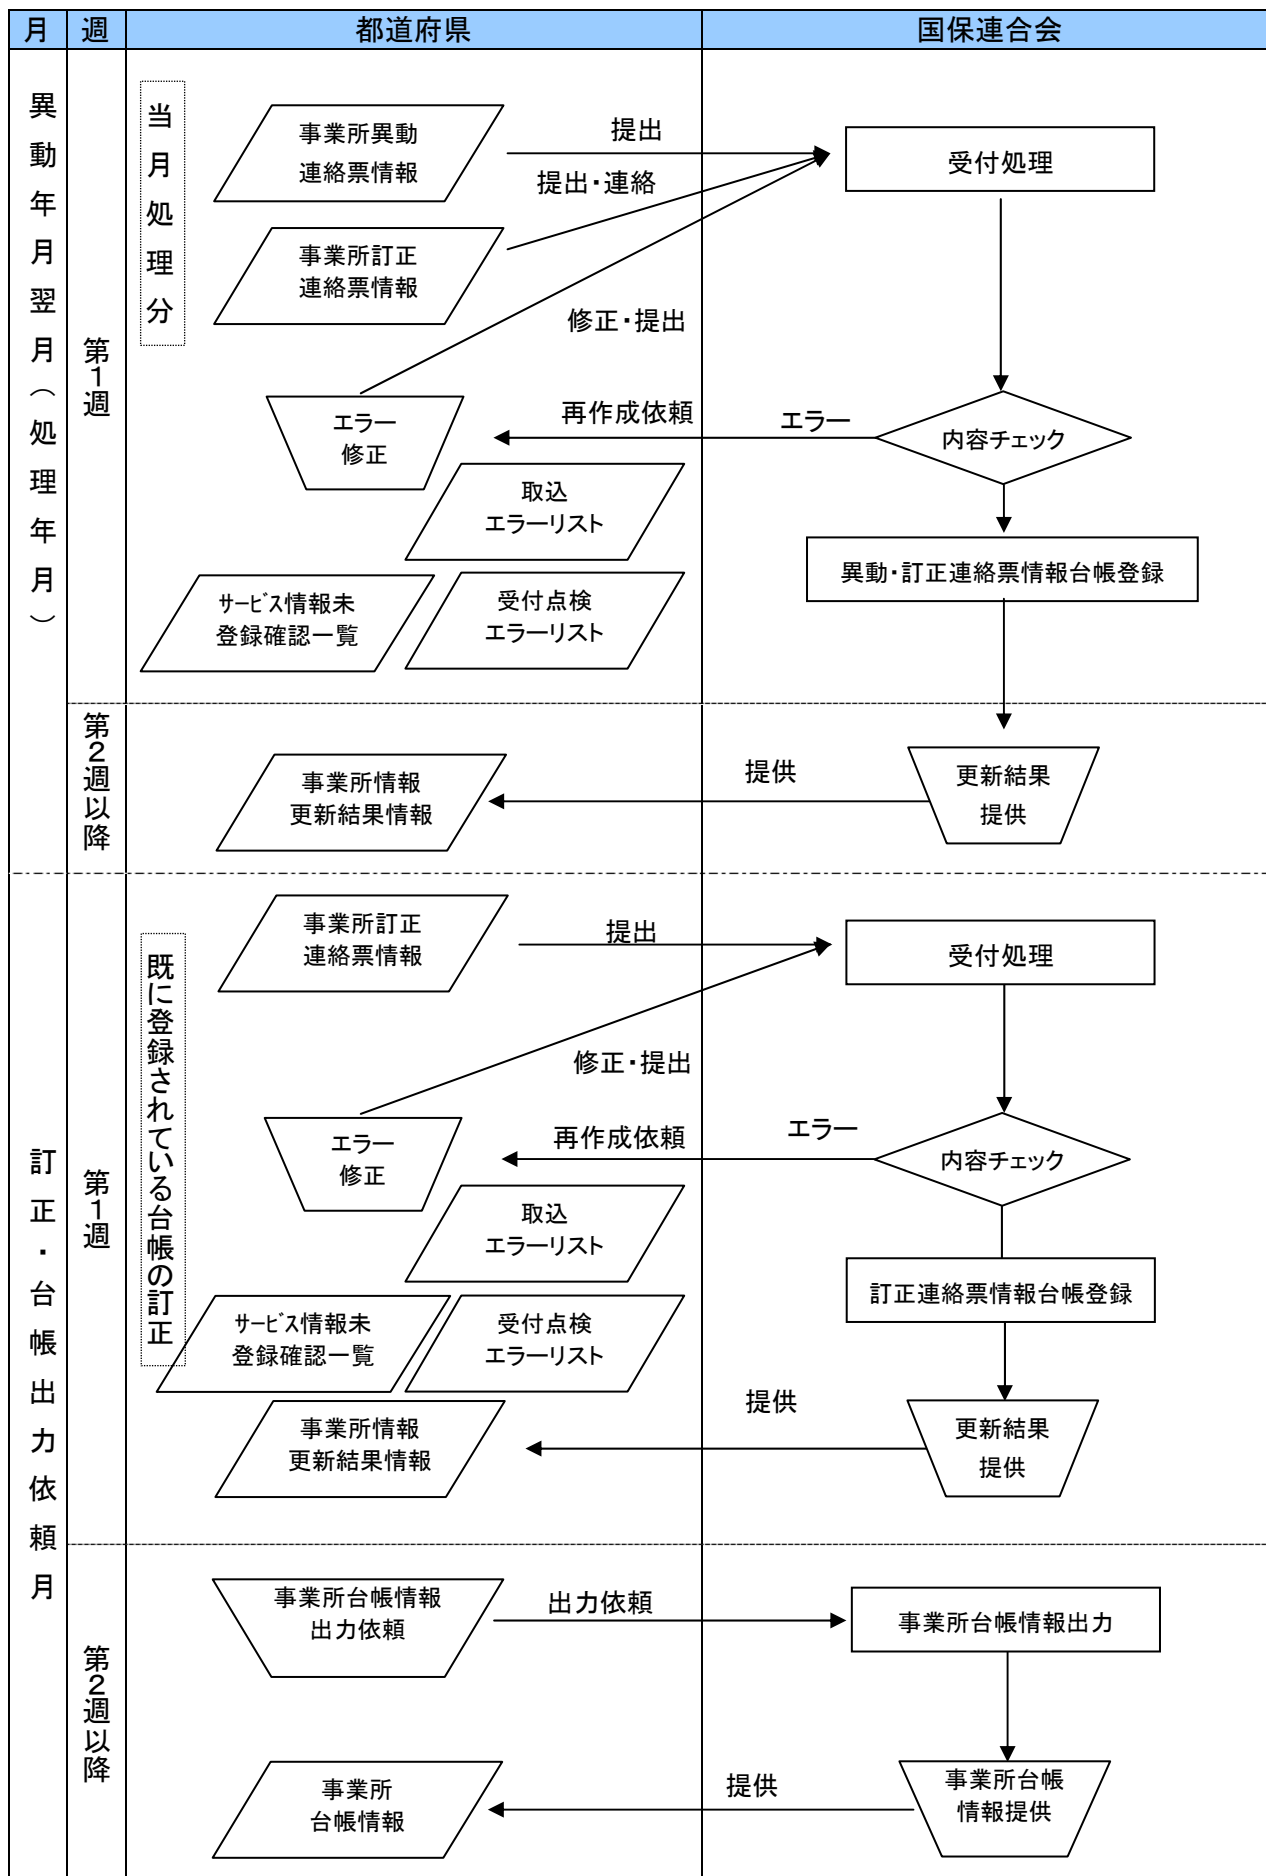 月
週
都道府県
国保連合会
異動年月翌月（処理年月）
第1週
当月処理分
事業所異動
連絡票情報
提出
受付処理
提出・連絡
事業所訂正
連絡票情報
修正・提出
エラー
修正
再作成依頼
エラー
内容チェック
取込
エラーリスト
異動・訂正連絡票情報台帳登録
サービス情報未
登録確認一覧
受付点検
エラーリスト
第2週以降
事業所情報
更新結果情報
提供
更新結果
提供
訂正・台帳出力依頼月
第1週
既に登録されている台帳の訂正
事業所訂正
連絡票情報
提出
受付処理
修正・提出
エラー
修正
再作成依頼
エラー
内容チェック
取込
エラーリスト
訂正連絡票情報台帳登録
サービス情報未
登録確認一覧
受付点検
エラーリスト
事業所情報
更新結果情報
提供
更新結果
提供
第2週以降
事業所台帳情報
出力依頼
出力依頼
事業所台帳情報出力
事業所
台帳情報
提供
事業所台帳
情報提供